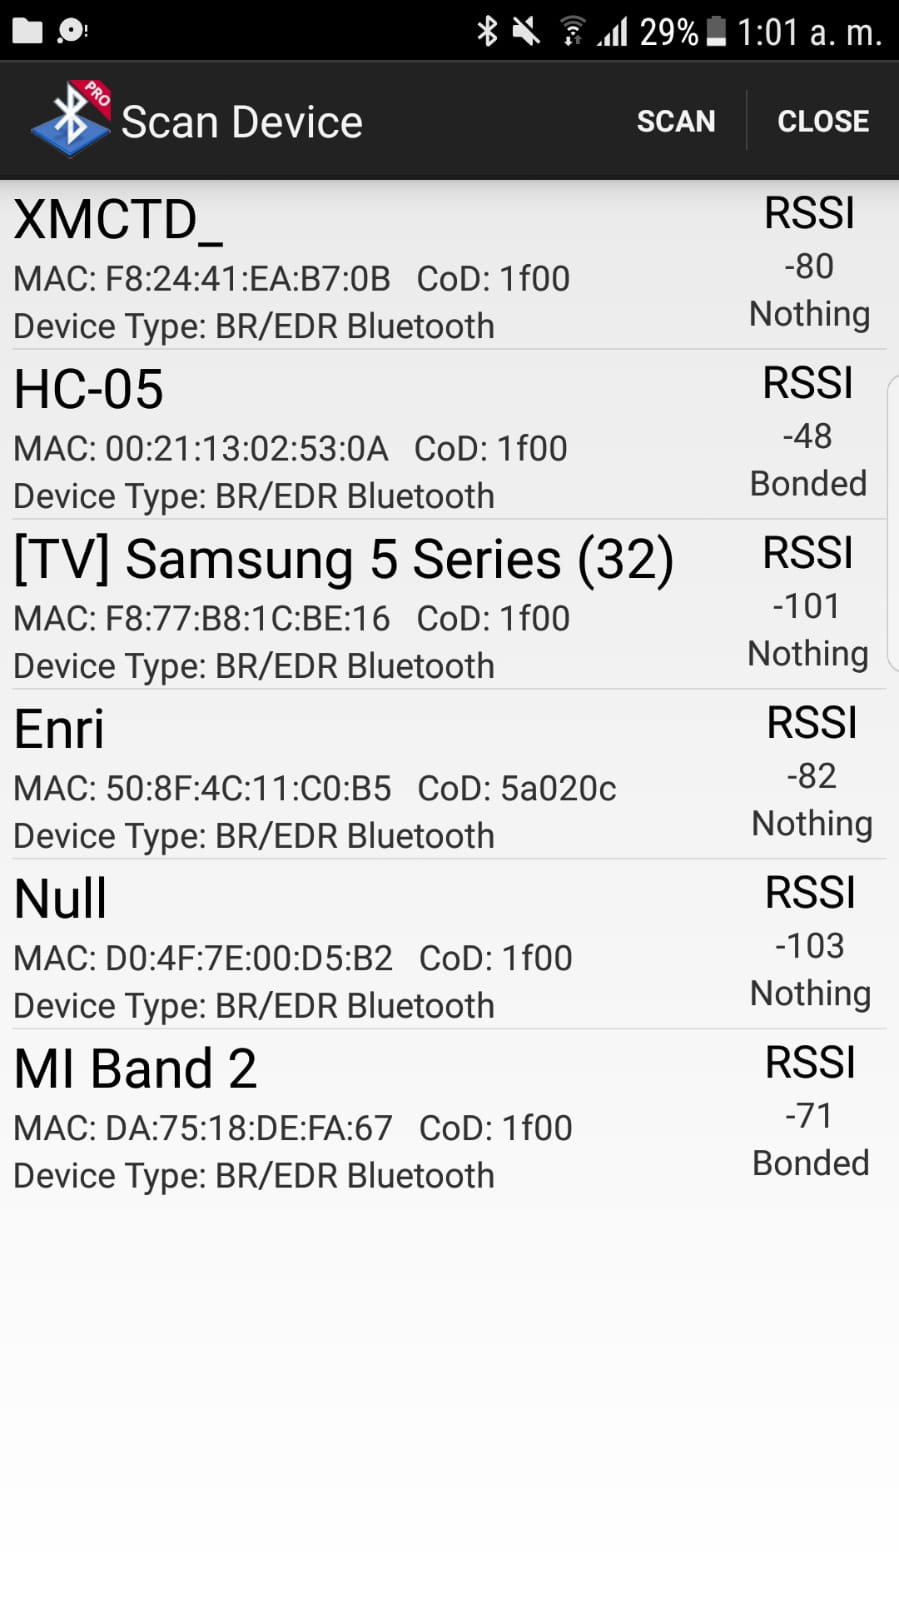 29% 1:01 a. m.
PRO
Scan Device SCAN CLOSE
XMCTD_ RSSI
MAC: F8:24:41:EA:B7:0B CoD: 1f00 -80
Device Type: BR/EDR Bluetooth Nothing
HC-05 RSSI
MAC: 00:21:13:02:53:0A CoD: 1f00 -48
Device Type: BR/EDR Bluetooth Bonded
[TV] Samsung 5 Series (32) RSSI
MAC: F8:77:B8:1C:BE:16 CoD: 1f00 -101
Device Type: BR/EDR Bluetooth Nothing
Enri RSSI
MAC: 50:8F:4C:11:C0:B5 CoD: 5a020c -82
Device Type: BR/EDR Bluetooth Nothing
Null RSSI
MAC: D0:4F:7E:00:D5:B2 CoD: 1f00 -103
Device Type: BR/EDR Bluetooth Nothing
MI Band 2 RSSI
MAC: DA:75:18:DE:FA:67 CoD: 1f00 -71
Device Type: BR/EDR Bluetooth Bonded